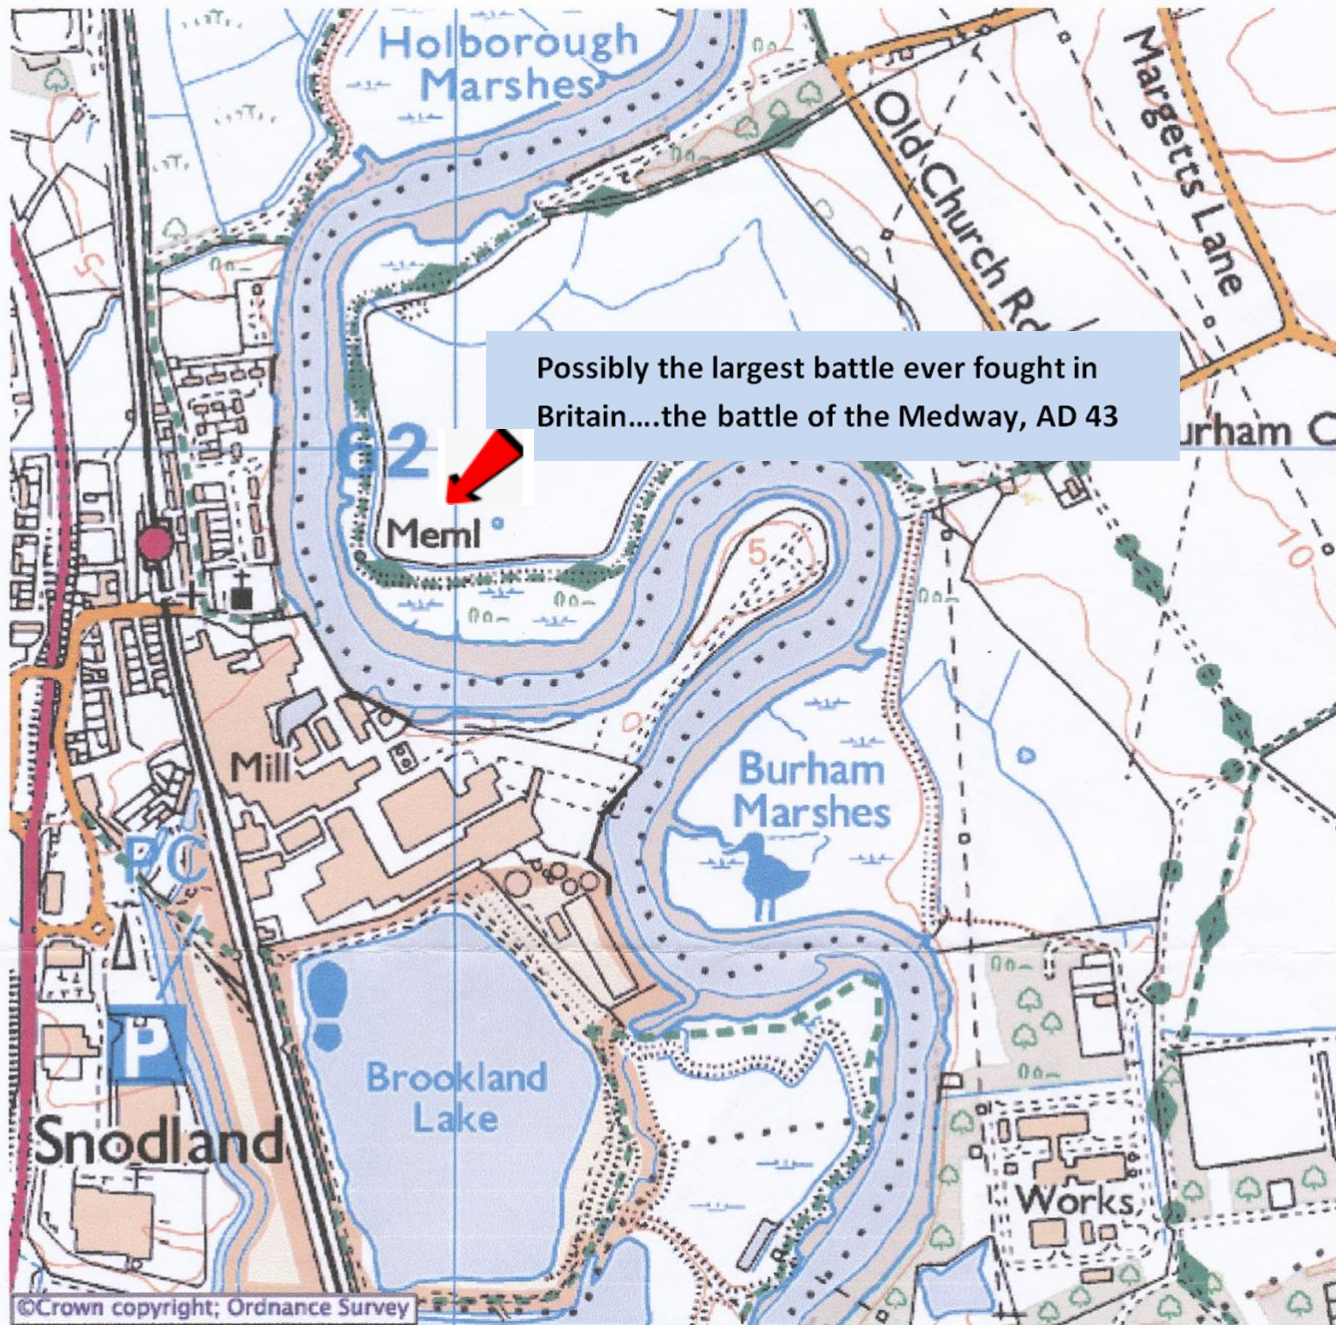 Holborough
Marshes
Margetts Lane
Old Church Rd
5
Possibly the largest battle ever fought in
Britain....the battle of the Medway, AD 43
urham C
62
Meml
5
10
Mill
Burham
Marshes
PC
P
Brookland
Lake
Snodland
Works
©Crown copyright; Ordnance Survey